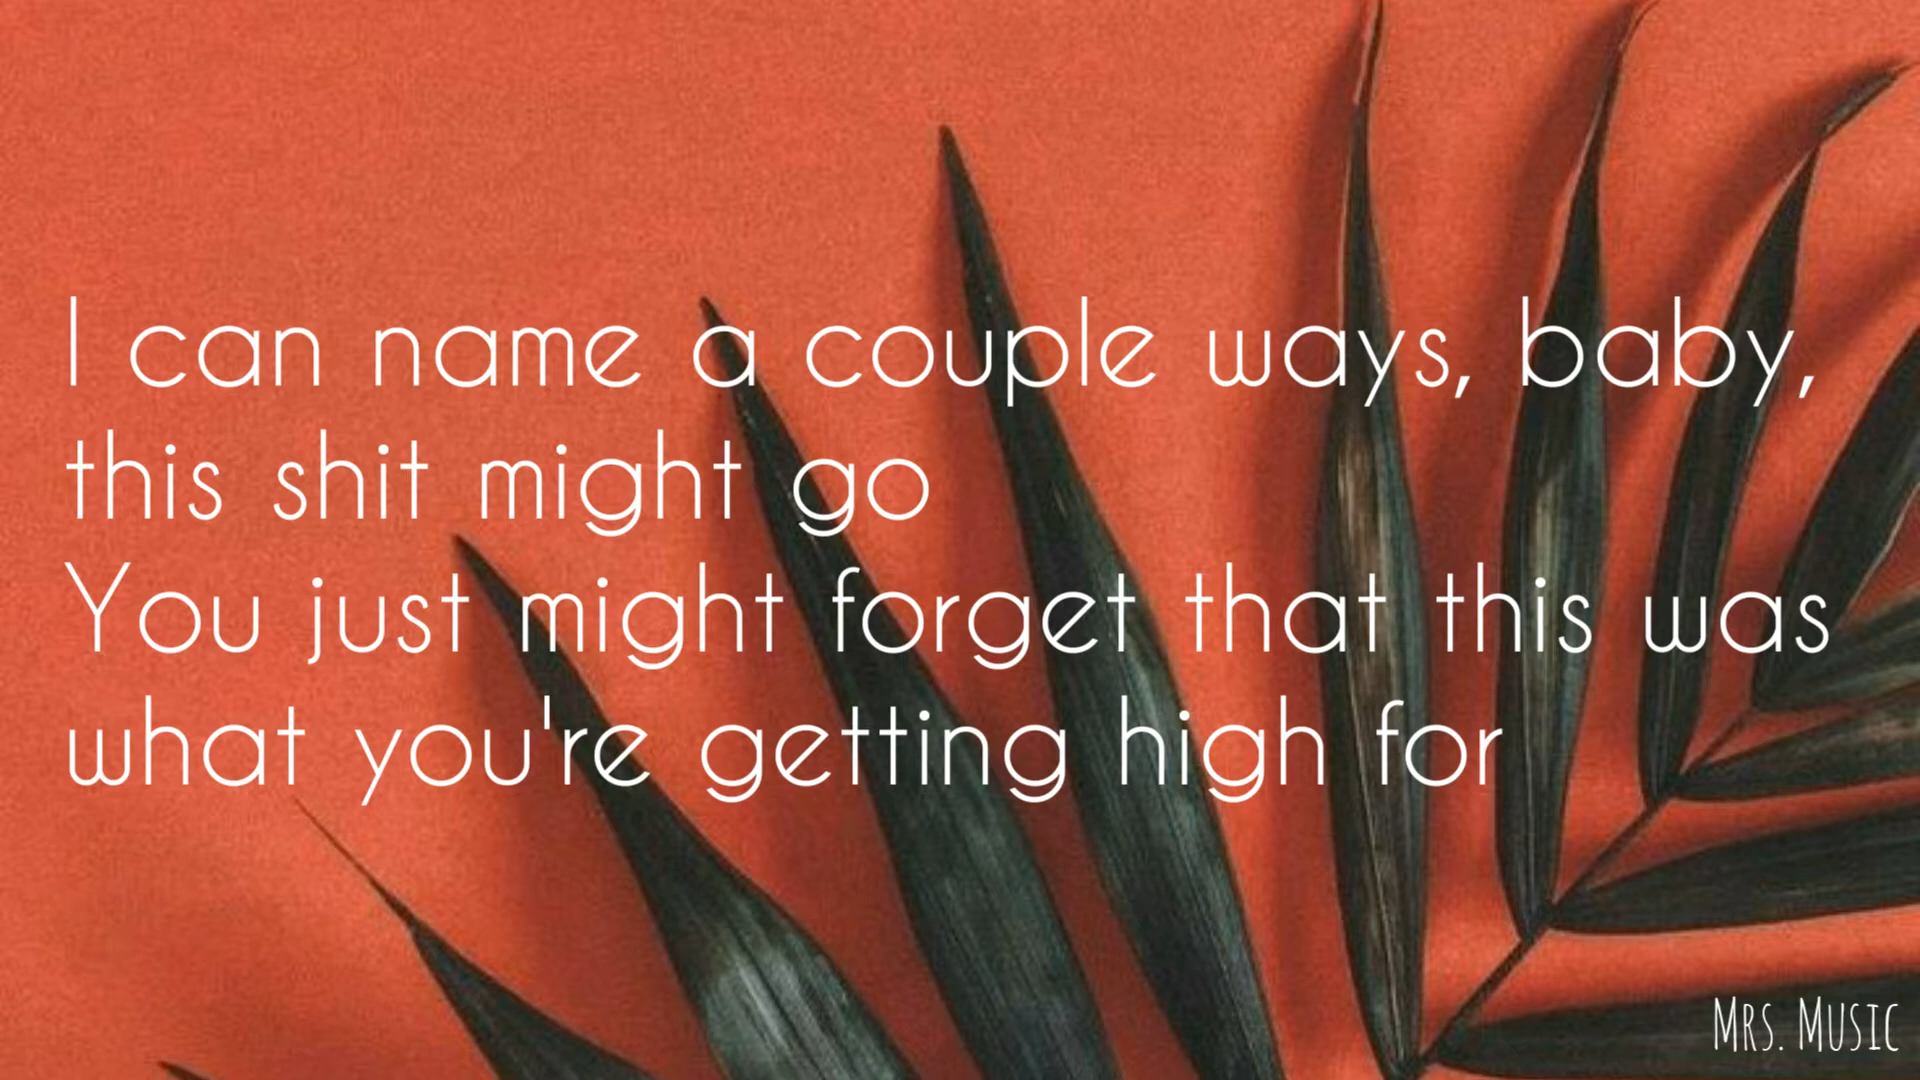 I can name a couple ways, baby,
this shit might go
You just might forget that this was
what you're getting high for
Mrs. Music